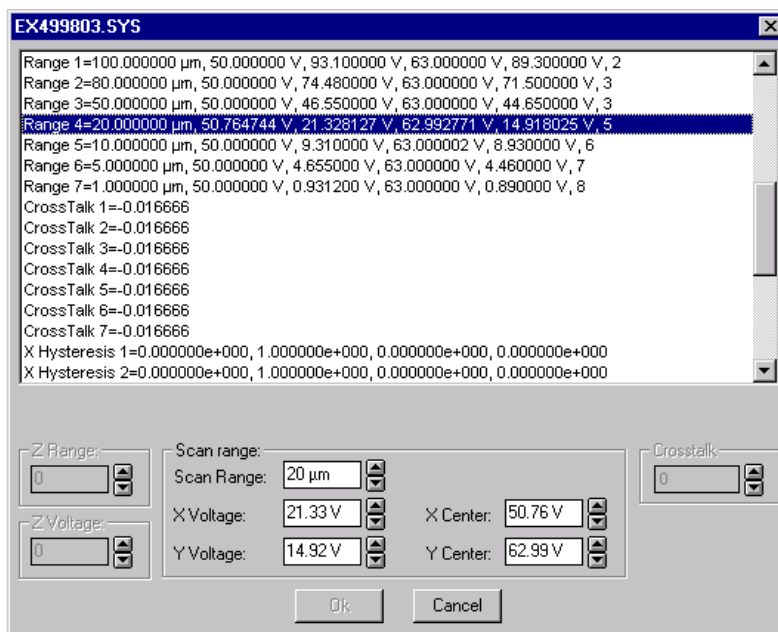 EX499803.SYS
Range 1=100.000000 µm, 50.000000 V, 93.100000 V, 63.000000 V, 89.300000 V, 2
Range 2=80.000000 µm, 50.000000 V, 74.480000 V, 63.000000 V, 71.500000 V, 3
Range 3=50.000000 µm, 50.000000 V, 46.550000 V, 63.000000 V, 44.650000 V, 3
Range 4=20.000000 µm, 50.764744 V, 21.328127 V, 62.992771 V, 14.918025 V, 5
Range 5=10.000000 µm, 50.000000 V, 9.310000 V, 63.000002 V, 8.930000 V, 6
Range 6=5.000000 µm, 50.000000 V, 4.655000 V, 63.000000 V, 4.460000 V, 7
Range 7=1.000000 µm, 50.000000 V, 0.931200 V, 63.000000 V, 0.890000 V, 8
CrossTalk 1=-0.016666
CrossTalk 2=-0.016666
CrossTalk 3=-0.016666
CrossTalk 4=-0.016666
CrossTalk 5=-0.016666
CrossTalk 6=-0.016666
CrossTalk 7=-0.016666
X Hysteresis 1=0.000000e+000, 1.000000e+000, 0.000000e+000, 0.000000e+000
X Hysteresis 2=0.000000e+000, 1.000000e+000, 0.000000e+000, 0.000000e+000
Z Range:
0
Z Voltage:
0
Scan range:
Scan Range: 20 µm
X Voltage: 21.33 V X Center: 50.76 V
Y Voltage: 14.92 V Y Center: 62.99 V
Crosstalk
0
Ok Cancel